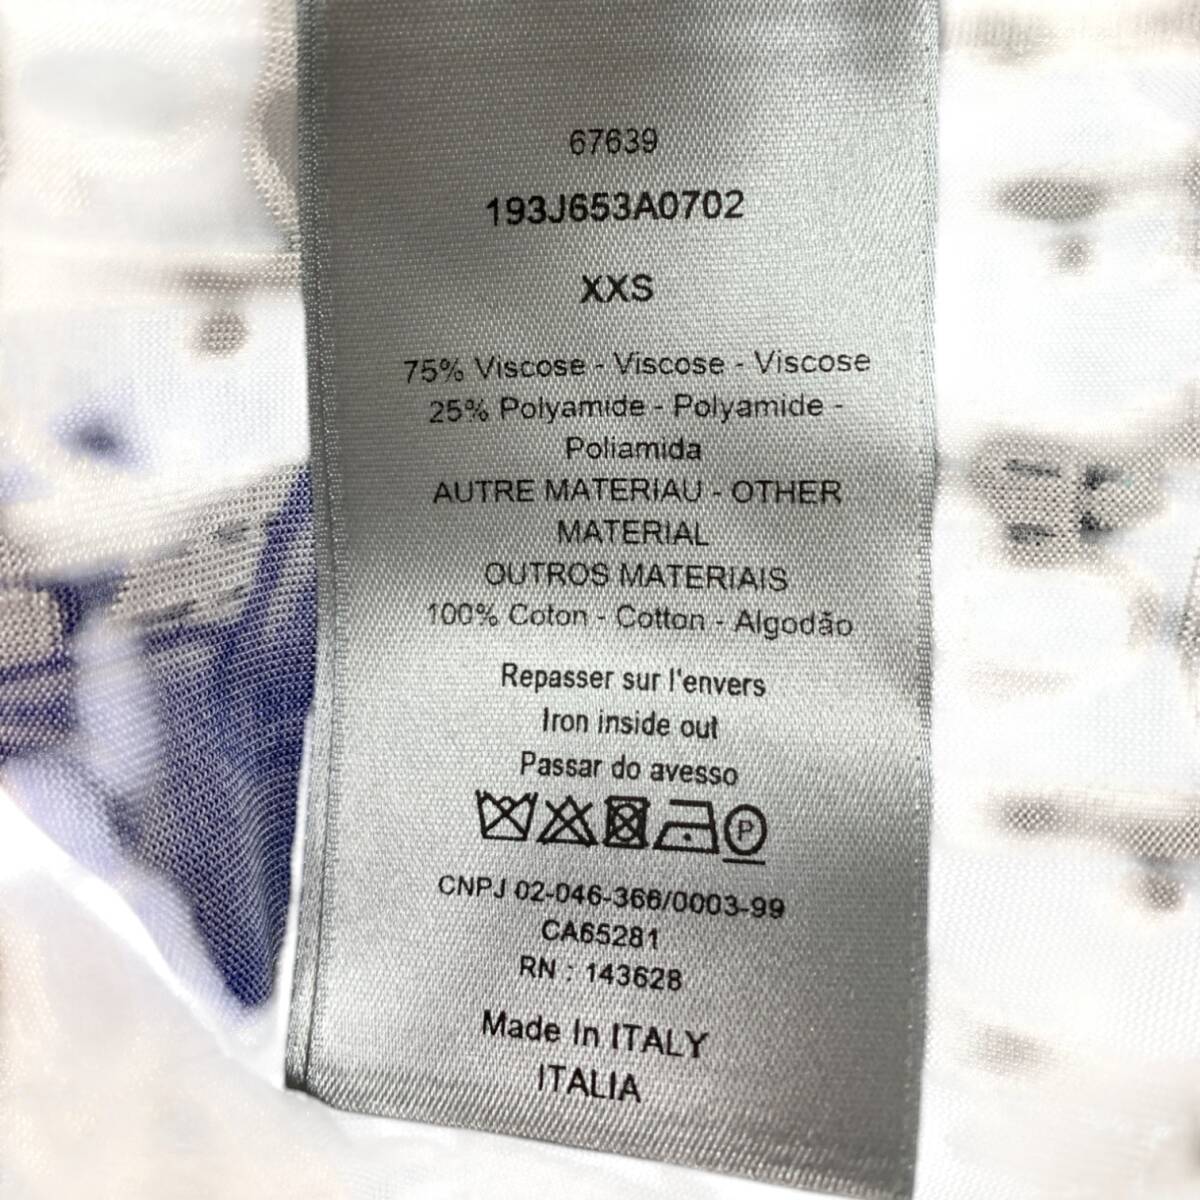 67639
193J653A0702
XXS
75% Viscose - Viscose - Viscose
25% Polyamide - Polyamide -
Poliamida
AUTRE MATERIAU - OTHER
MATERIAL
OUTROS MATERIAIS
100% Coton - Cotton - Algodão
Repasser sur l'envers
Iron inside out
Passar do avesso
P
CNPJ 02-046-366/0003-99
CA65281
RN : 143628
Made In ITALY
ITALIA